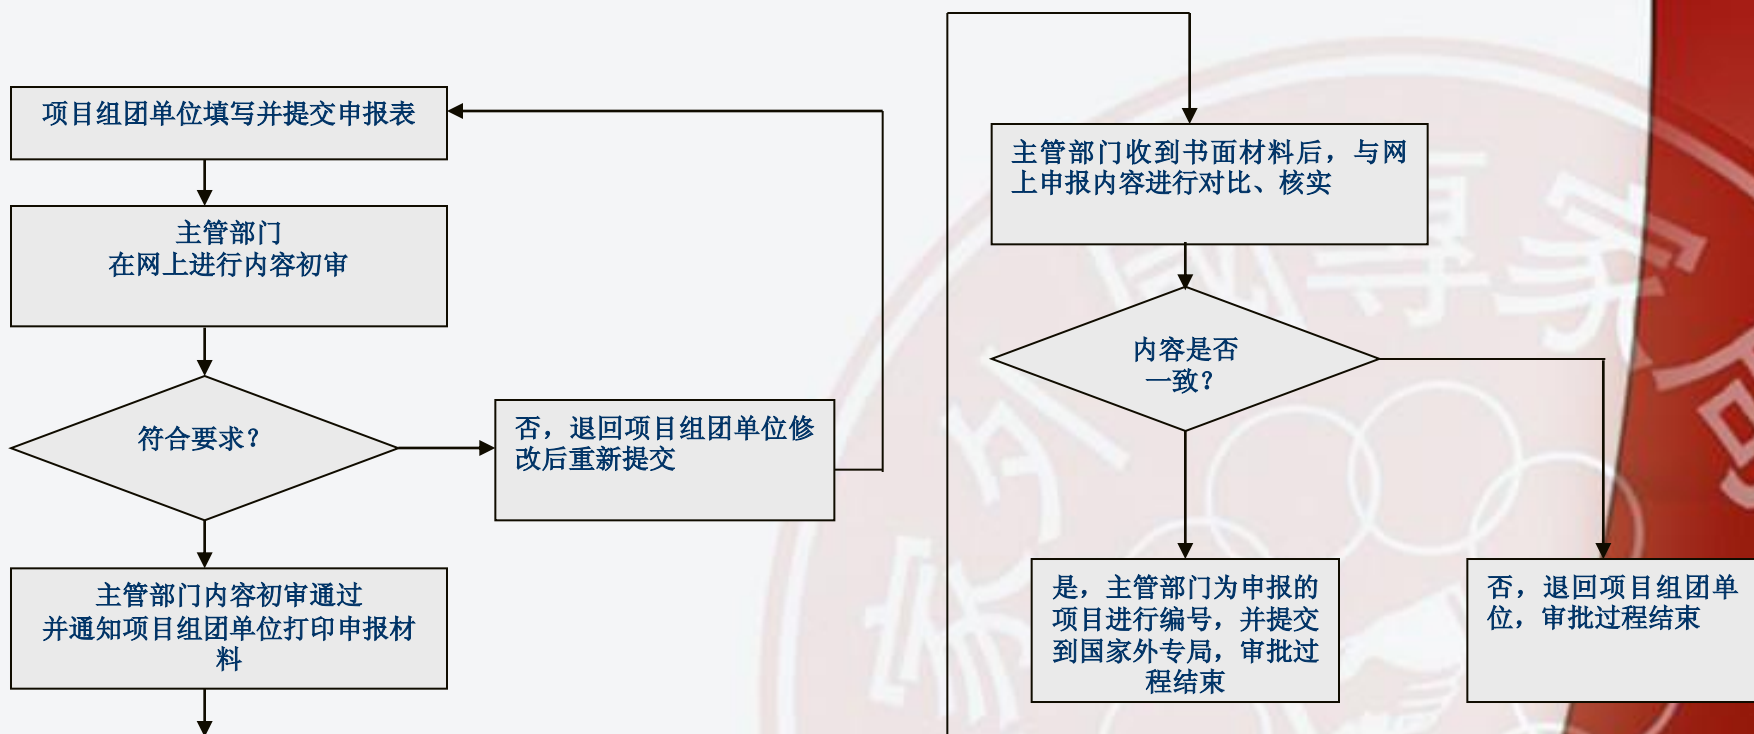 项目组团单位填写并提交申报表
主管部门
在网上进行内容初审
符合要求？
否，退回项目组团单位修
改后重新提交
主管部门内容初审通过
并通知项目组团单位打印申报材
料
主管部门收到书面材料后，与网
上申报内容进行对比、核实
内容是否
一致？
是，主管部门为申报的
项目进行编号，并提交
到国家外专局，审批过
程结束
否，退回项目组团单
位，审批过程结束
家外國專家局